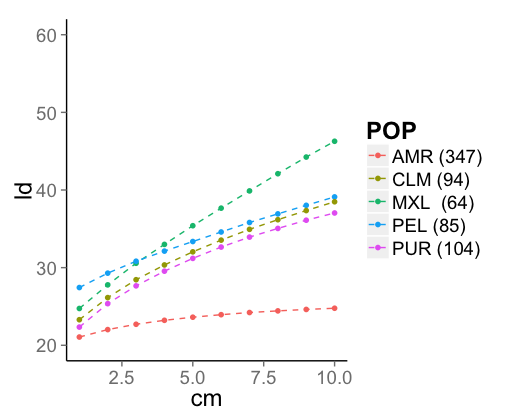 60
50
40
30
20
ld
2.5 5.0 7.5 10.0
cm
POP
AMR (347)
CLM (94)
MXL (64)
PEL (85)
PUR (104)